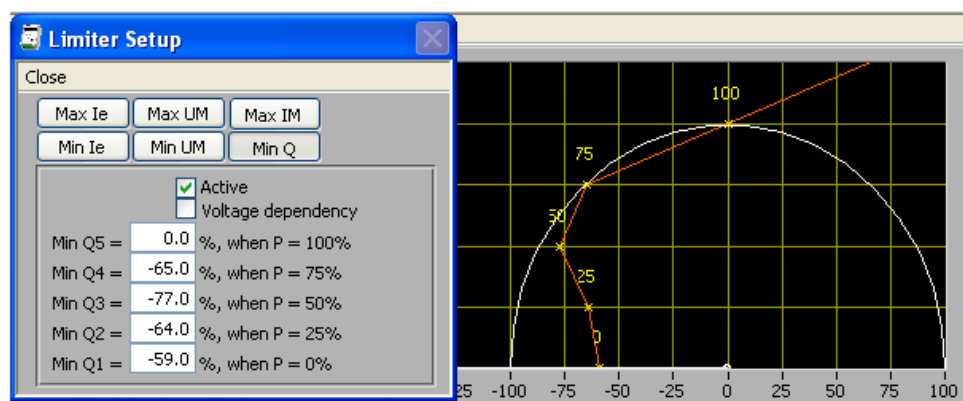 Limiter Setup
Close
Max Ie Max UM Max IM
Min Ie Min UM Min Q
Active
Voltage dependency
Min Q5 = 0.0 %, when P = 100%
Min Q4 = -65.0 %, when P = 75%
Min Q3 = -77.0 %, when P = 50%
Min Q2 = -64.0 %, when P = 25%
Min Q1 = -59.0 %, when P = 0%
100
75
50
25
0
25 -100 -75 -50 -25 0 25 50 75 100